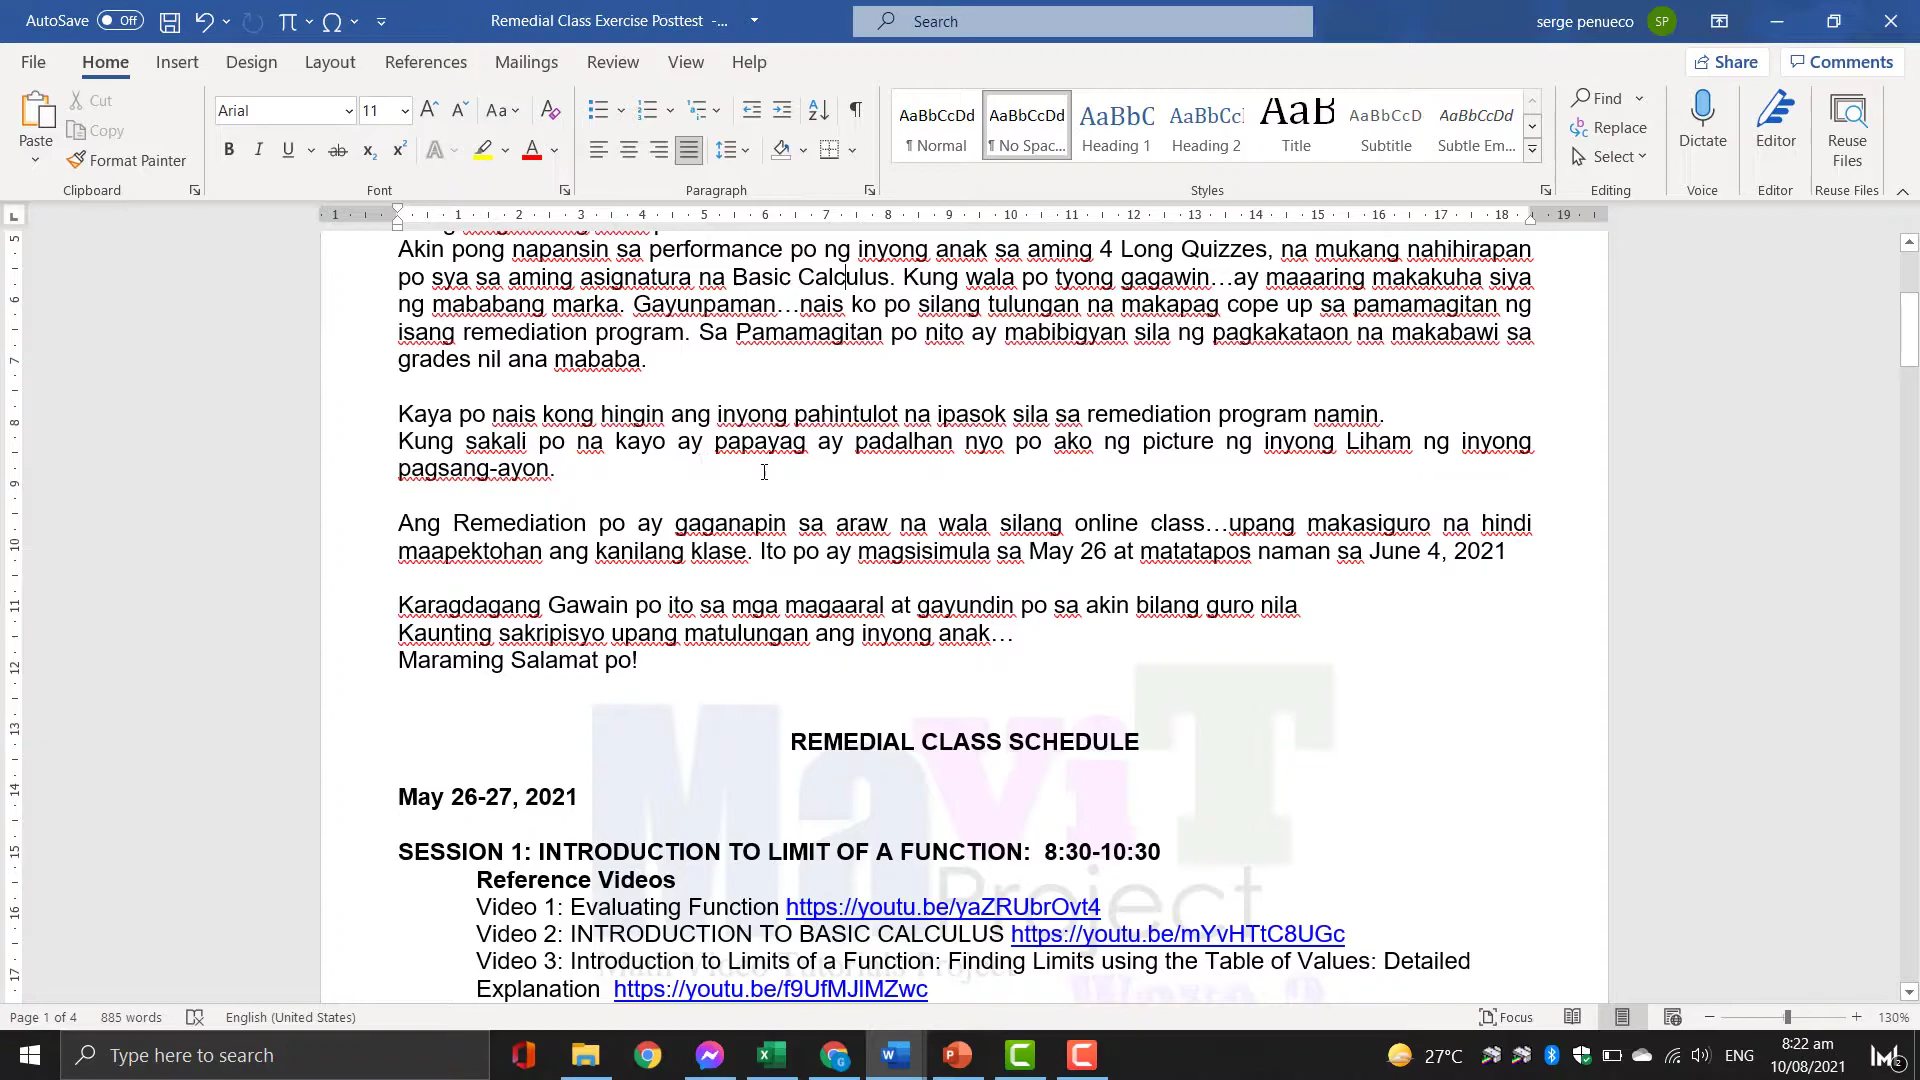 AutoSave Off Remedial Class Exercise Posttest -... Search serge penueco SP
File Home Insert Design Layout References Mailings Review View Help Share Comments
Paste Cut Copy Format Painter Clipboard
Arial 11 Font
Paragraph
AaBbCcDd AaBbCcDd AaBbC AaBbCc AaB AaBbCcD AaBbCcDd
¶ Normal ¶ No Spac... Heading 1 Heading 2 Title Subtitle Subtle Em...
Styles
Find Replace Select Editing
Dictate Voice
Editor Editor
Reuse Files Reuse Files
Akin pong napansin sa performance po ng inyong anak sa aming 4 Long Quizzes, na mukang nahihirapan
po sya sa aming asignatura na Basic Calculus. Kung wala po tyong gagawin…ay maaaring makakuha siya
ng mababang marka. Gayunpaman…nais ko po silang tulungan na makapag cope up sa pamamagitan ng
isang remediation program. Sa Pamamagitan po nito ay mabibigyan sila ng pagkakataon na makabawi sa
grades nil ana mababa.
Kaya po nais kong hingin ang inyong pahintulot na ipasok sila sa remediation program namin.
Kung sakali po na kayo ay papayag ay padalhan nyo po ako ng picture ng inyong Liham ng inyong
pagsang-ayon.
Ang Remediation po ay gaganapin sa araw na wala silang online class…upang makasiguro na hindi
maapektohan ang kanilang klase. Ito po ay magsisimula sa May 26 at matatapos naman sa June 4, 2021
Karagdagang Gawain po ito sa mga magaaral at gayundin po sa akin bilang guro nila
Kaunting sakripisyo upang matulungan ang inyong anak…
Maraming Salamat po!
MaViT
Project
REMEDIAL CLASS SCHEDULE
May 26-27, 2021
SESSION 1: INTRODUCTION TO LIMIT OF A FUNCTION:  8:30-10:30
Reference Videos
Video 1: Evaluating Function https://youtu.be/yaZRUbrOvt4
Video 2: INTRODUCTION TO BASIC CALCULUS https://youtu.be/mYvHTtC8UGc
Video 3: Introduction to Limits of a Function: Finding Limits using the Table of Values: Detailed
Explanation  https://youtu.be/f9UfMJIMZwc
Page 1 of 4 885 words English (United States) Focus 130%
Type here to search 27°C ENG 8:22 am
10/08/2021